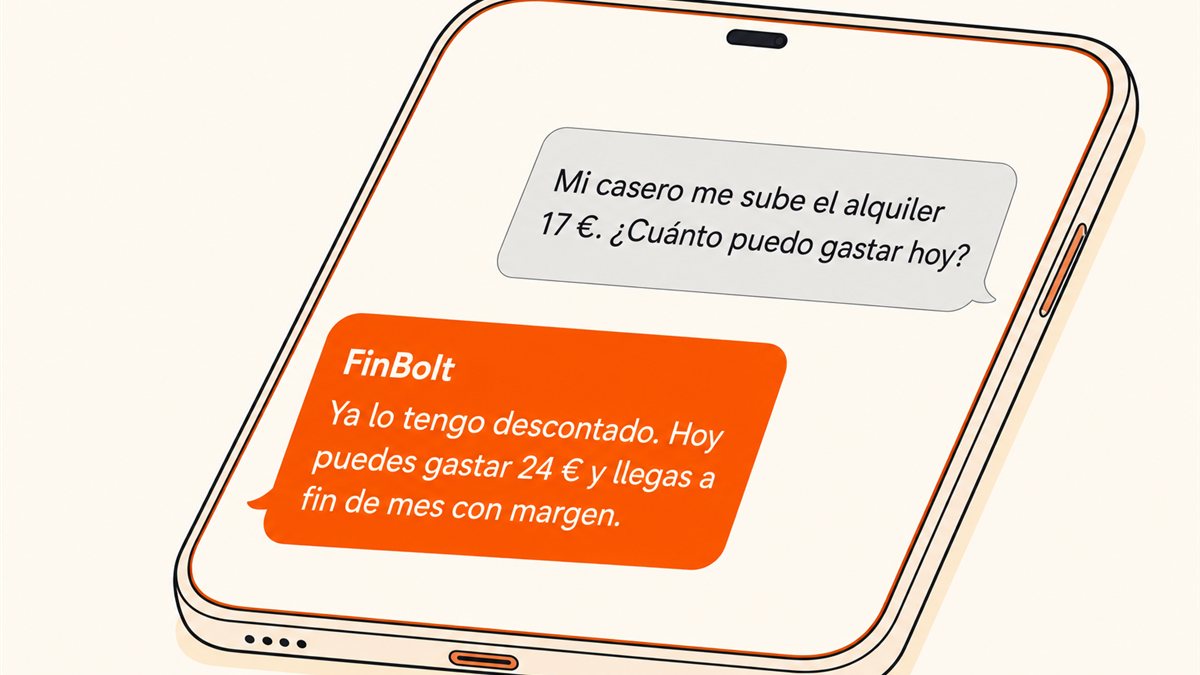 Mi casero me sube el alquiler
17 €. ¿Cuánto puedo gastar hoy?
FinBolt
Ya lo tengo descontado. Hoy
puedes gastar 24 € y llegas a
fin de mes con margen.